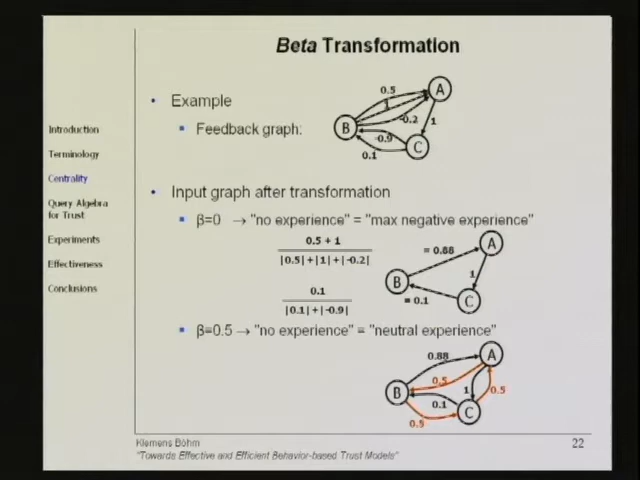 Beta Transformation
Introduction
Terminology
Centrality
Query Algebra
for Trust
Experiments
Effectiveness
Conclusions
• Example
▪ Feedback graph:
0.5
1
-0.2
-0.9
0.1
1
A
B
C
• Input graph after transformation
▪ β=0 → "no experience" = "max negative experience"
0.5 + 1
|0.5|+|1|+|-0.2|
0.1
|0.1|+|-0.9|
= 0.88
1
= 0.1
A
B
C
▪ β=0.5 → "no experience" = "neutral experience"
0.88
0.5
1
0.5
0.1
0.5
A
B
C
Klemens Böhm
"Towards Effective and Efficient Behavior-based Trust Models"
22